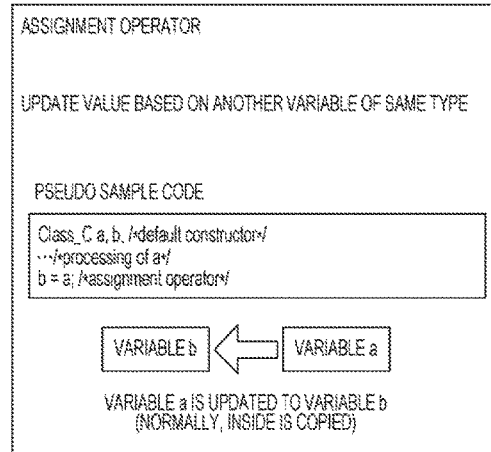 ASSIGNMENT OPERATOR
UPDATE VALUE BASED ON ANOTHER VARIABLE OF SAME TYPE
PSEUDO SAMPLE CODE
Class_C a, b, /*default constructor*/
···/*processing of a*/
b = a; /*assignment operator*/
VARIABLE b
VARIABLE a
VARIABLE a IS UPDATED TO VARIABLE b
(NORMALLY, INSIDE IS COPIED)